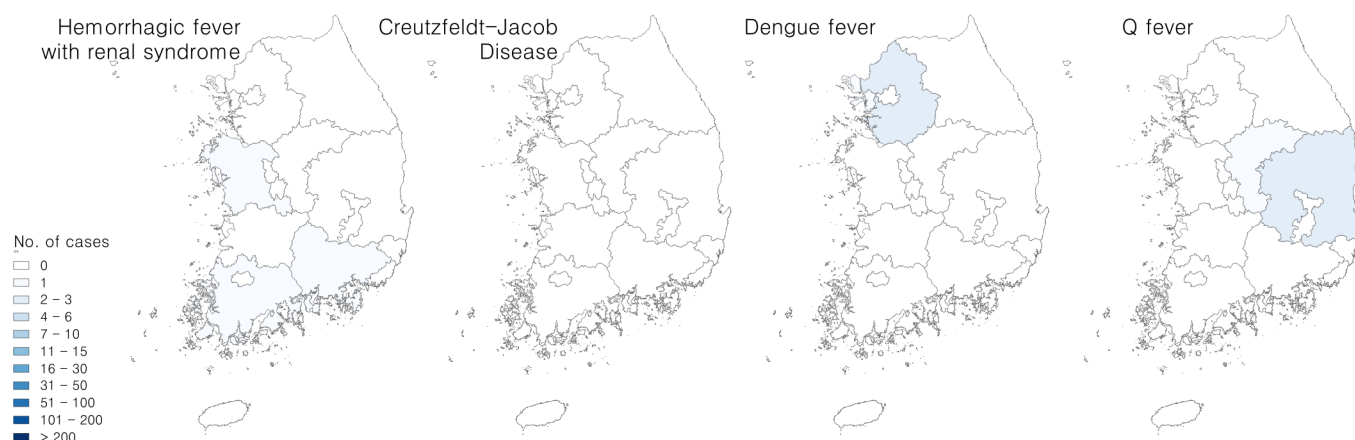 Hemorrhagic fever
with renal syndrome
Creutzfeldt-Jacob
Disease
Dengue fever
Q fever
No. of cases
0
1
2 - 3
4 - 6
7 - 10
11 - 15
16 - 30
31 - 50
51 - 100
101 - 200
> 200